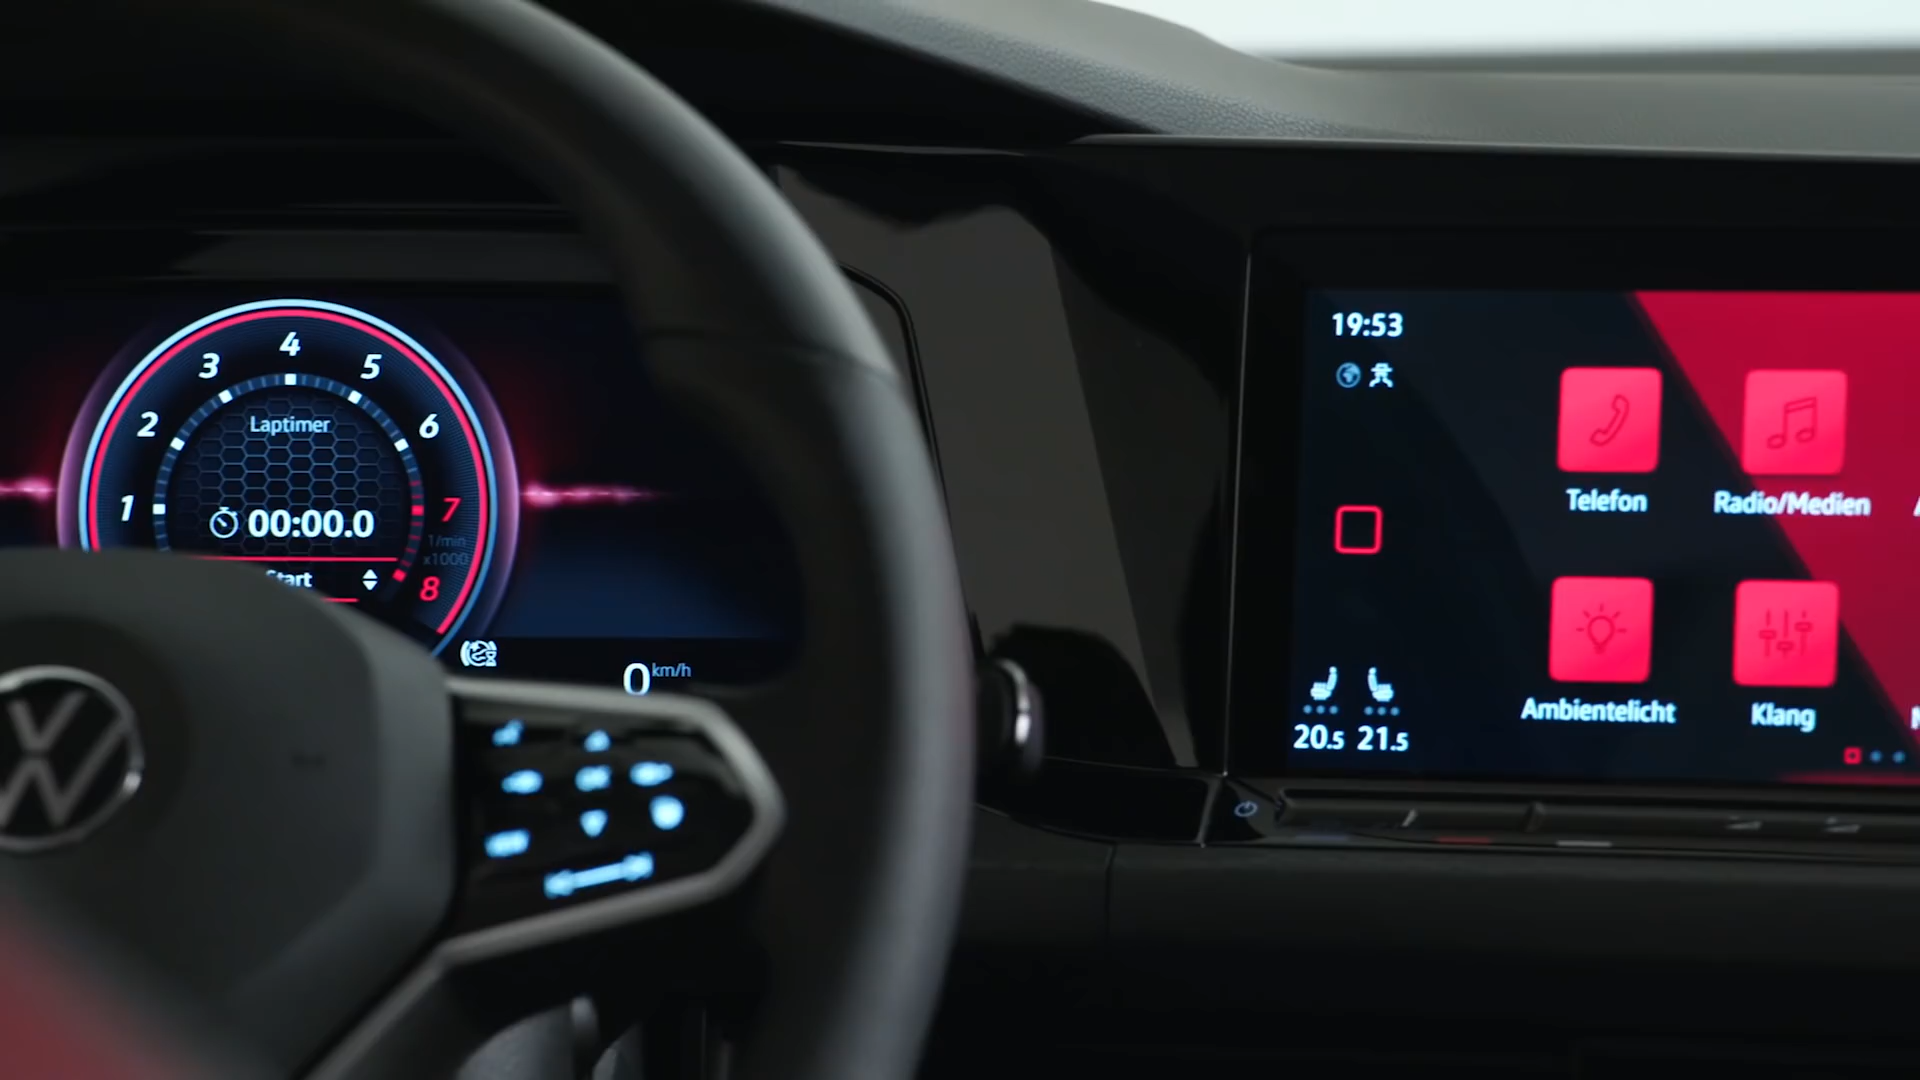 1
2
3
4
5
6
7
8
1/min
x1000
Laptimer
00:00.0
Start
0 km/h
19:53
Telefon
Radio/Medien
Ambientelicht
Klang
20.5 21.5